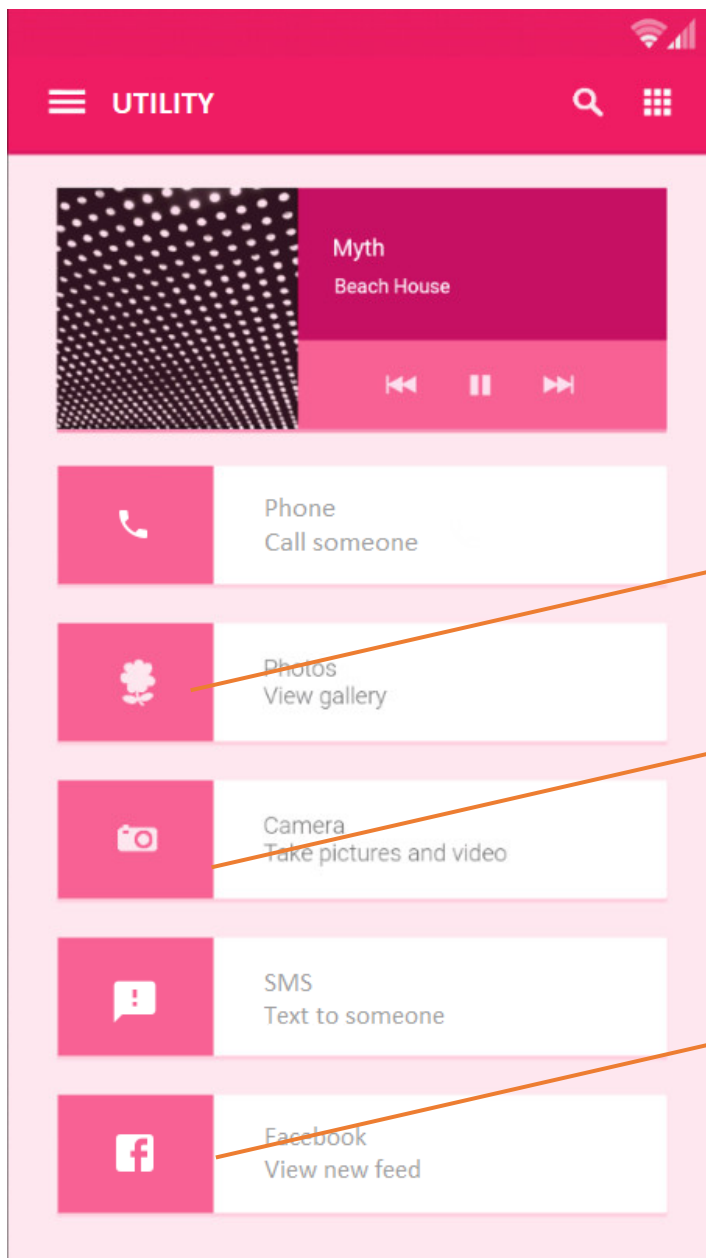 UTILITY
Myth
Beach House
Phone
Call someone
Photos
View gallery
Camera
Take pictures and video
SMS
Text to someone
Facebook
View new feed